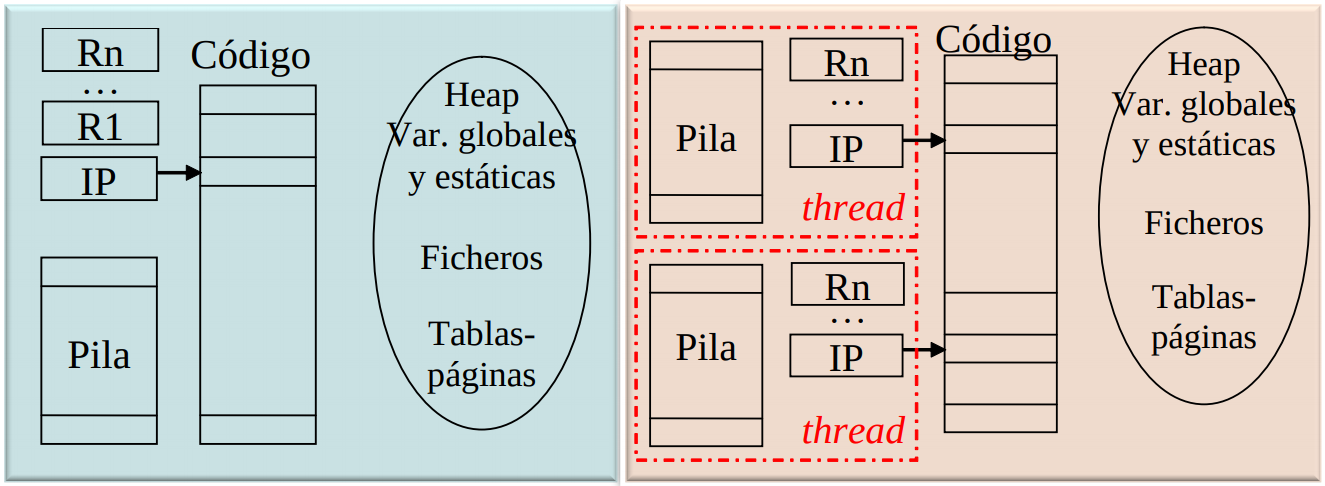 Rn
…
R1
IP
Pila
Código
Heap
Var. globales
y estáticas
Ficheros
Tablas-
páginas
Pila
Rn
…
IP
thread
Pila
Rn
…
IP
thread
Código
Heap
Var. globales
y estáticas
Ficheros
Tablas-
páginas